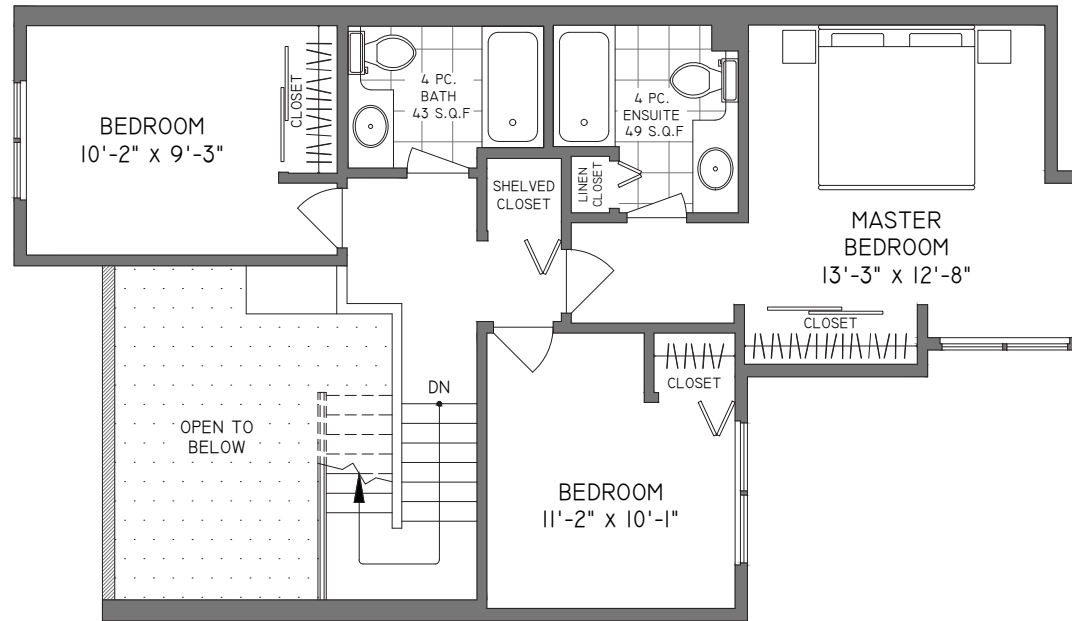 BEDROOM
10'-2" X 9'-3"
CLOSET
4 PC.
BATH
43 S.Q.F
4 PC.
ENSUITE
49 S.Q.F
LINEN
CLOSET
SHELVED
CLOSET
MASTER
BEDROOM
13'-3" X 12'-8"
CLOSET
CLOSET
DN
OPEN TO
BELOW
BEDROOM
11'-2" X 10'-1"